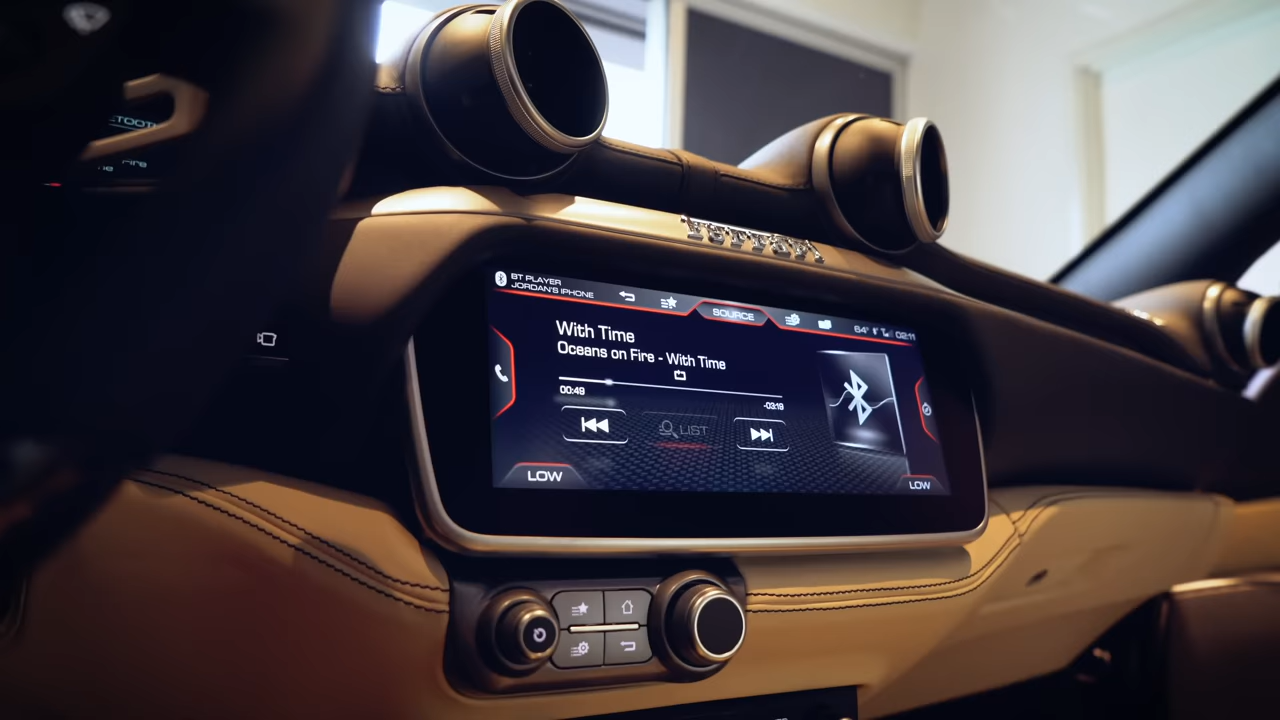 Ferrari
BT PLAYER
JORDAN'S IPHONE
SOURCE
64° 02:11
With Time
Oceans on Fire - With Time
00:49
-03:19
LIST
LOW
LOW